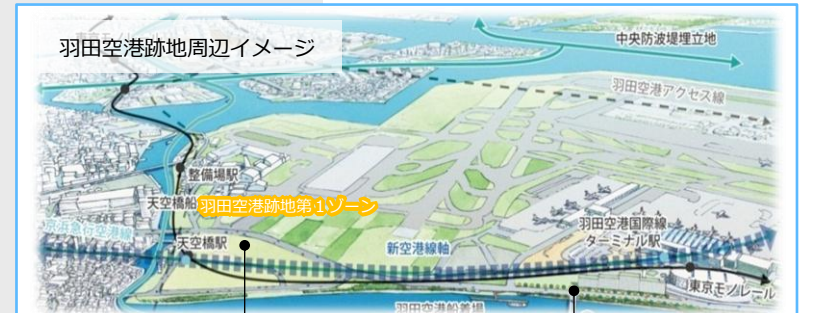 羽田空港跡地周辺イメージ
中央防波堤埋立地
羽田空港アクセス線
整備場駅
天空橋船
羽田空港跡地第1ゾーン
京浜急行空港線
天空橋駅
新空港線軸
羽田空港国際線
ターミナル駅
東京モノレール
羽田空港船着場